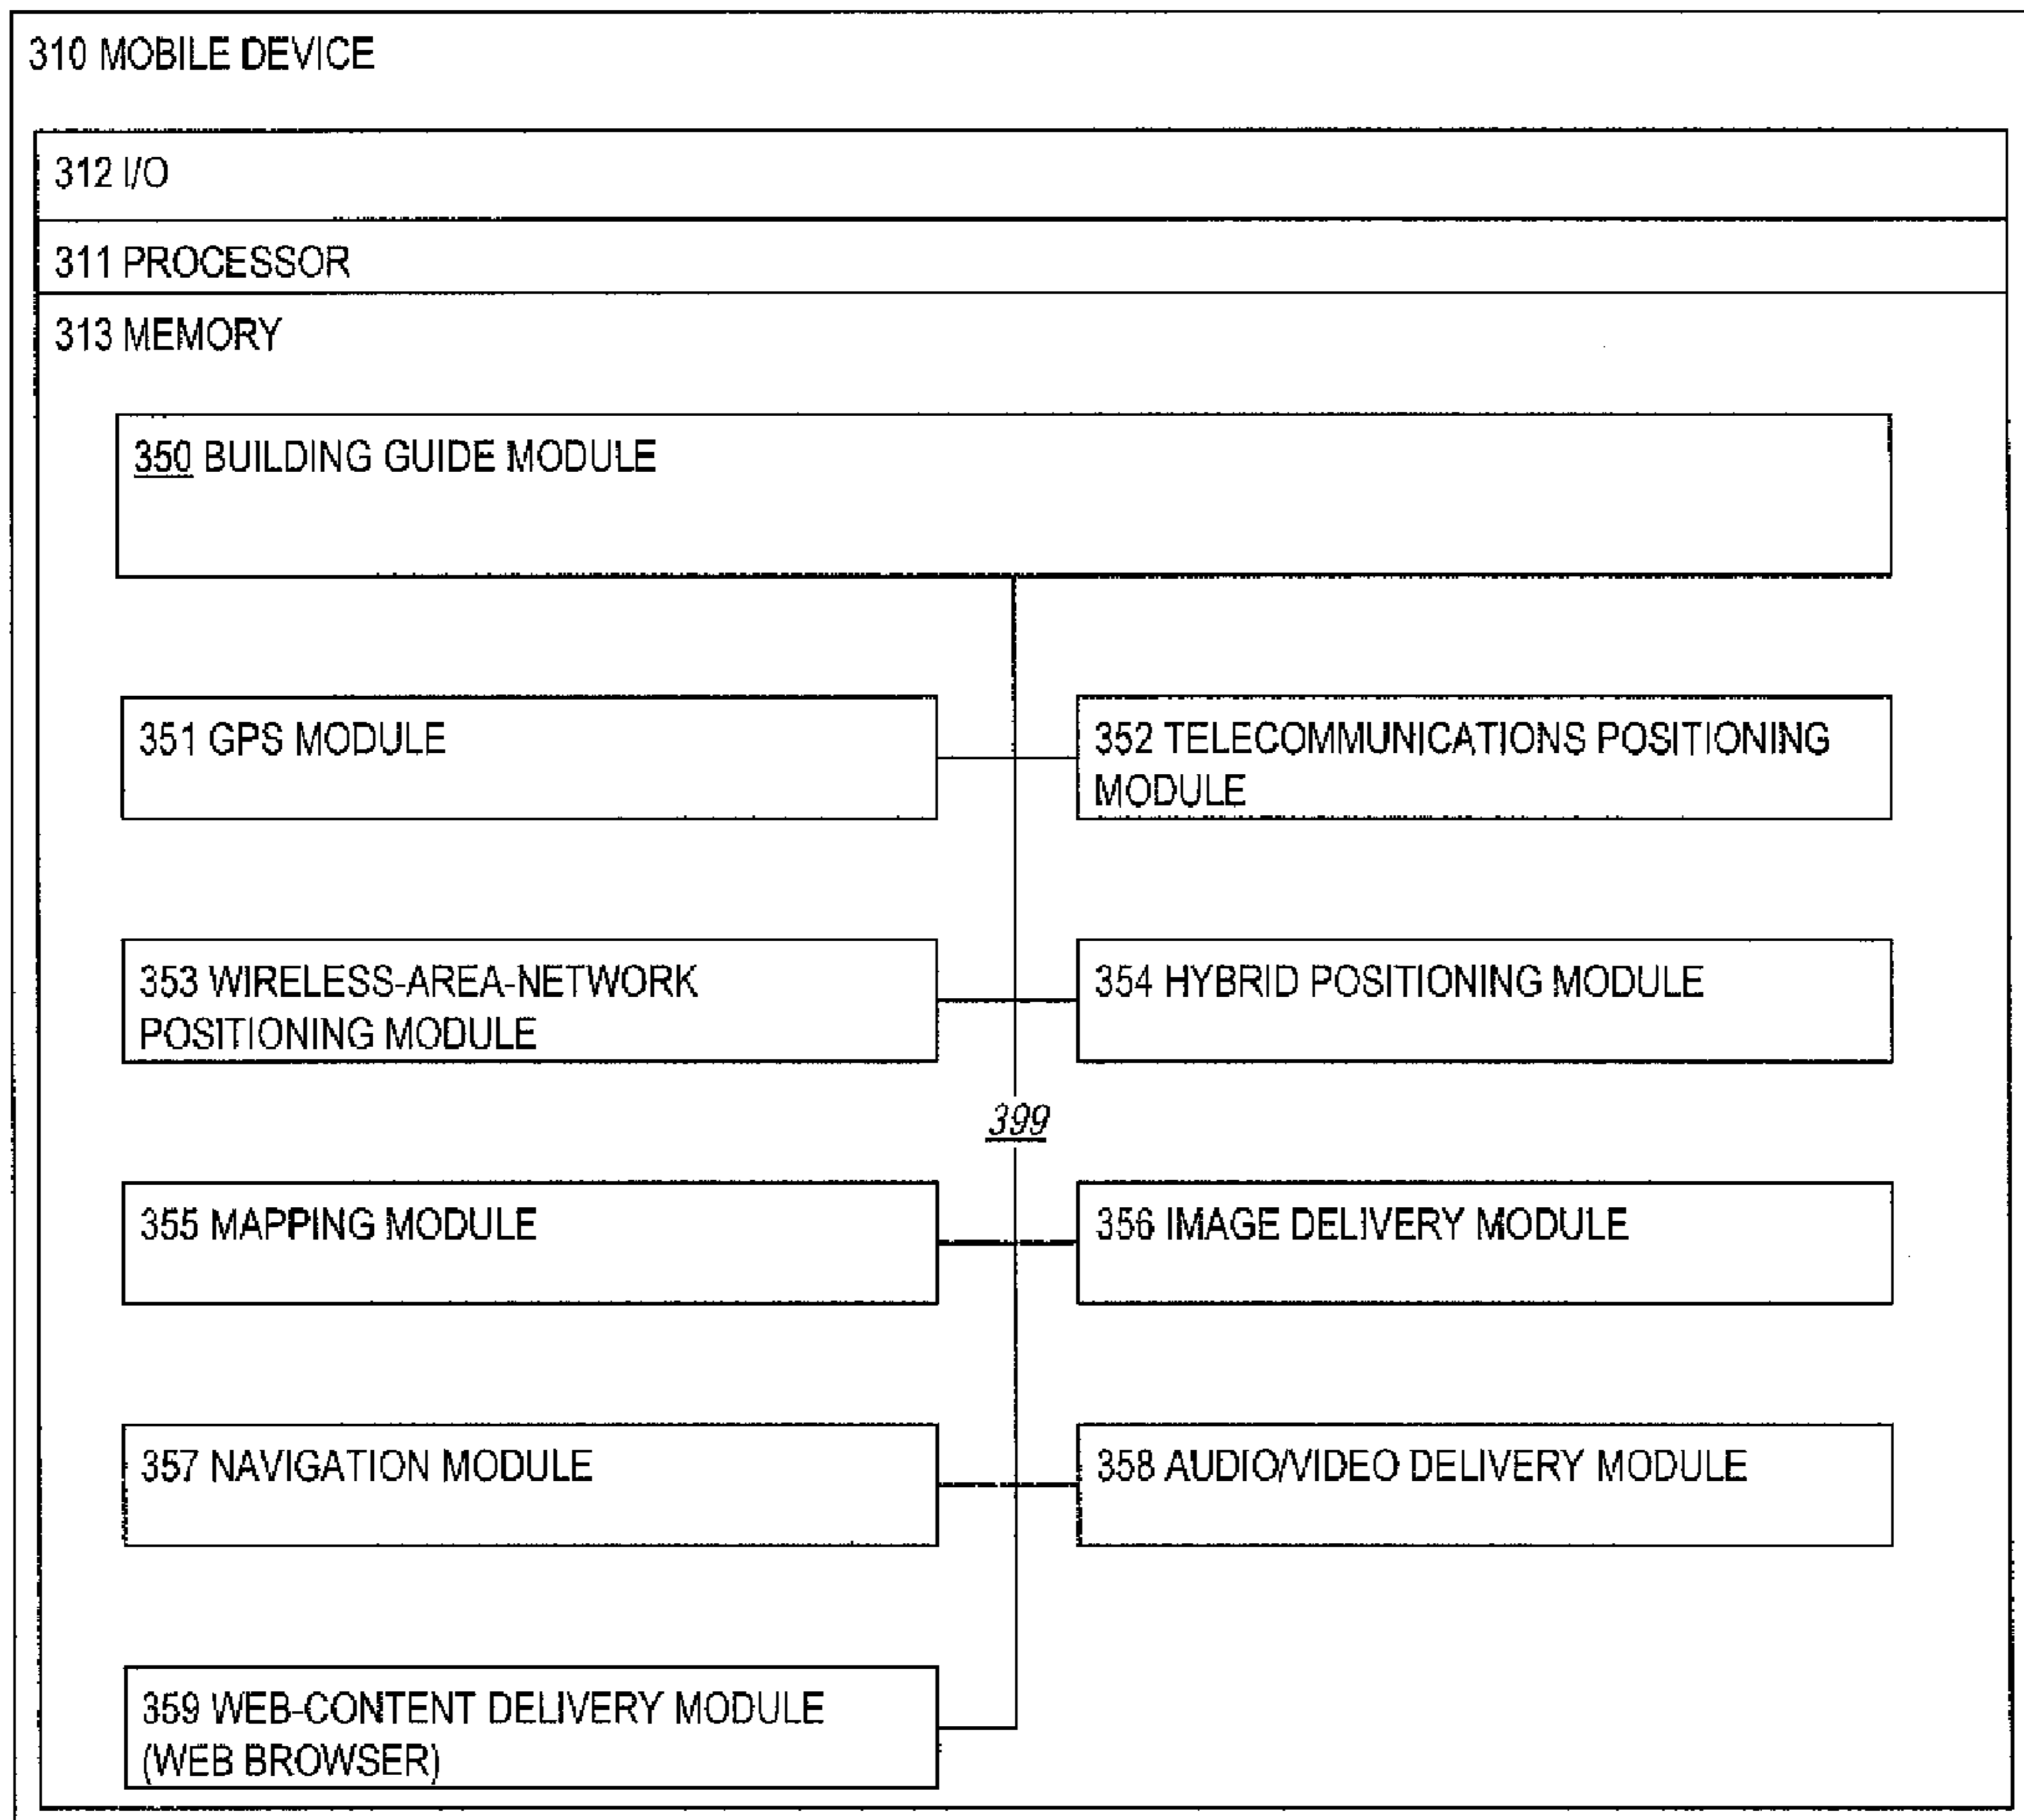 310 MOBILE DEVICE
312 I/O
311 PROCESSOR
313 MEMORY
350 BUILDING GUIDE MODULE
351 GPS MODULE
352 TELECOMMUNICATIONS POSITIONING
MODULE
353 WIRELESS-AREA-NETWORK
POSITIONING MODULE
354 HYBRID POSITIONING MODULE
399
355 MAPPING MODULE
356 IMAGE DELIVERY MODULE
357 NAVIGATION MODULE
358 AUDIO/VIDEO DELIVERY MODULE
359 WEB-CONTENT DELIVERY MODULE
(WEB BROWSER)